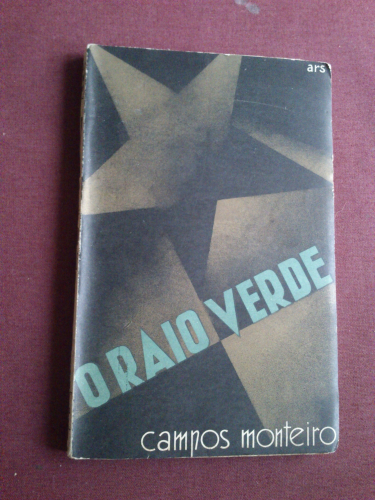 ars
O RAIO VERDE
campos monteiro